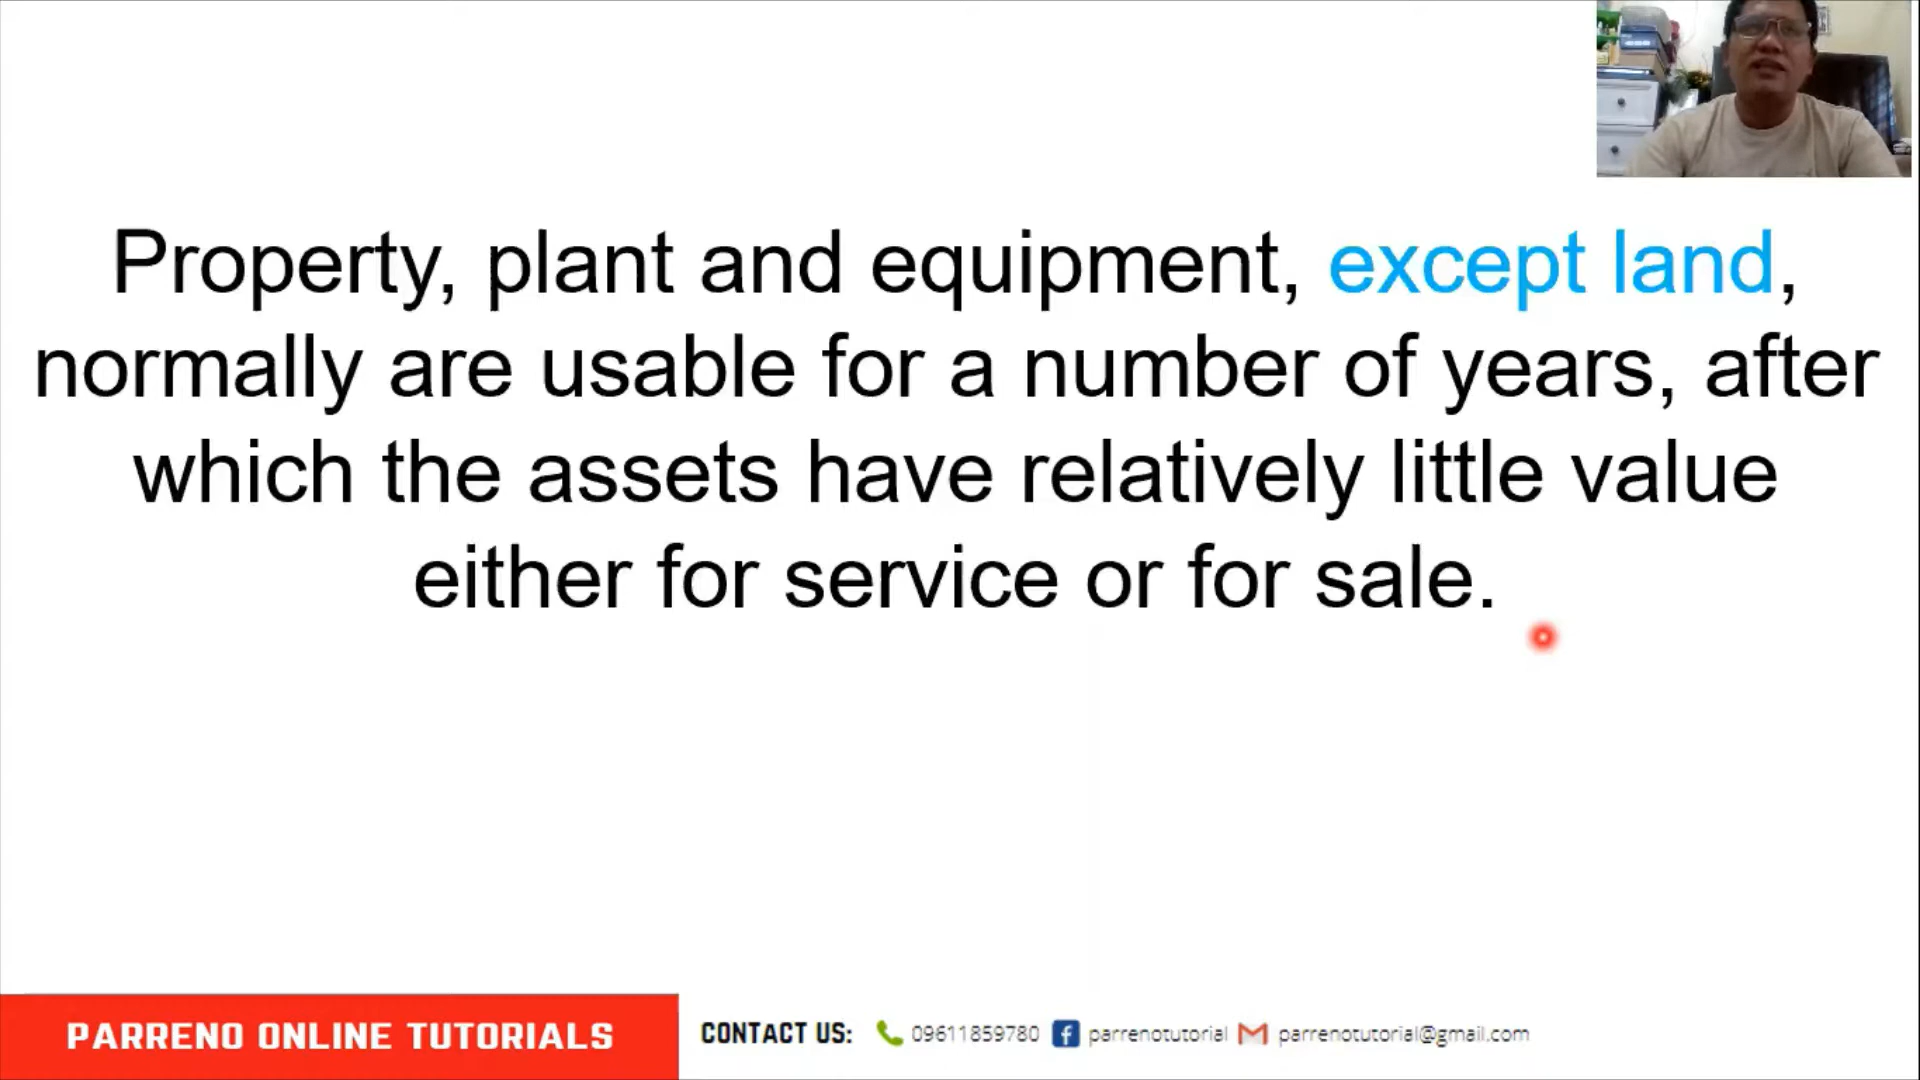 Property, plant and equipment, except land,
normally are usable for a number of years, after
which the assets have relatively little value
either for service or for sale.
PARRENO ONLINE TUTORIALS
CONTACT US: 09611859780 parrenotutorial parrenotutorial@gmail.com